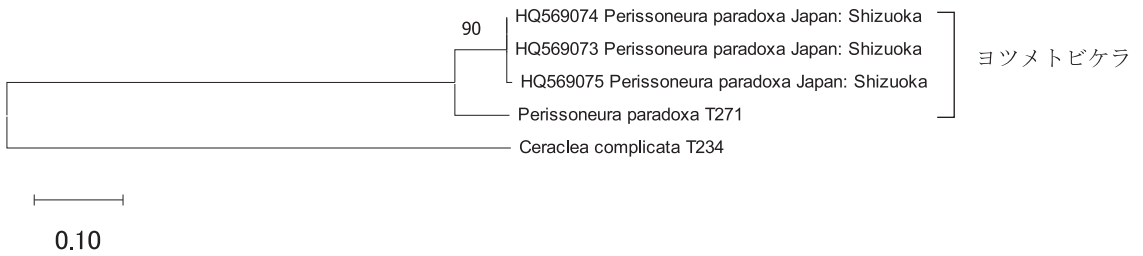 HQ569074 Perissoneura paradoxa Japan: Shizuoka
90
HQ569073 Perissoneura paradoxa Japan: Shizuoka
ヨツメトビケラ
HQ569075 Perissoneura paradoxa Japan: Shizuoka
Perissoneura paradoxa T271
Ceraclea complicata T234
0.10